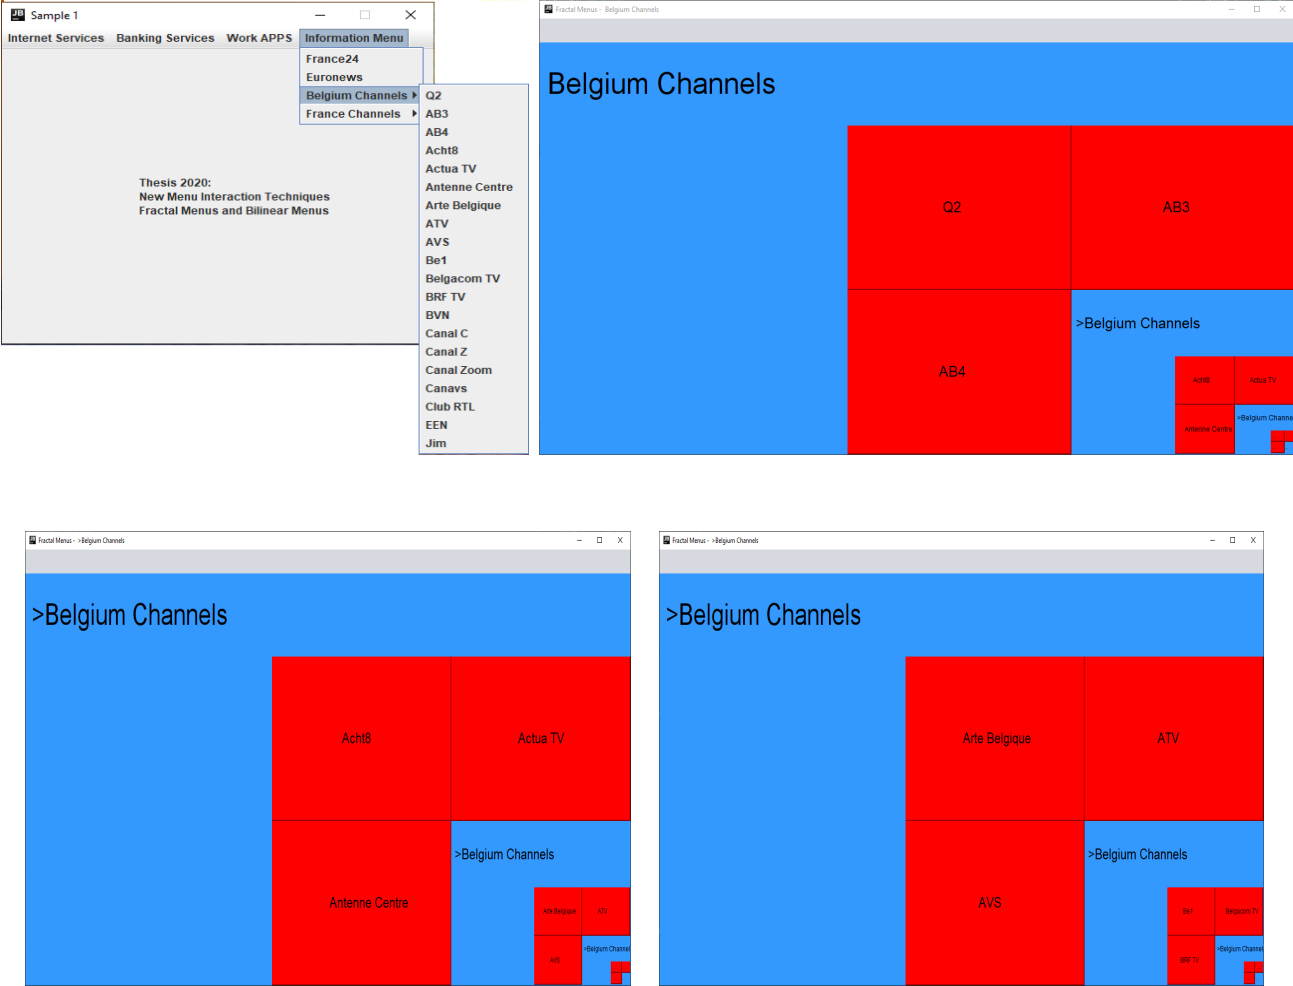 JB Sample 1
Internet Services Banking Services Work APPS Information Menu
France24
Euronews
Belgium Channels
France Channels
Q2
AB3
AB4
Acht8
Actua TV
Antenne Centre
Arte Belgique
ATV
AVS
Be1
Belgacom TV
BRF TV
BVN
Canal C
Canal Z
Canal Zoom
Canavs
Club RTL
EEN
Jim
Thesis 2020:
New Menu Interaction Techniques
Fractal Menus and Bilinear Menus
JB Fractal Menus - Belgium Channels
Belgium Channels
Q2 AB3
AB4
>Belgium Channels
Acht8 Actua TV
Antenne Centre
>Belgium Channe
JB Fractal Menus - >Belgium Channels
>Belgium Channels
Acht8 Actua TV
Antenne Centre
>Belgium Channels
Arte Belgique ATV
AVS
>Belgium Channel
JB Fractal Menus - >Belgium Channels
>Belgium Channels
Arte Belgique ATV
AVS
>Belgium Channels
Be1 Belgacom TV
BRF TV
>Belgium Channel